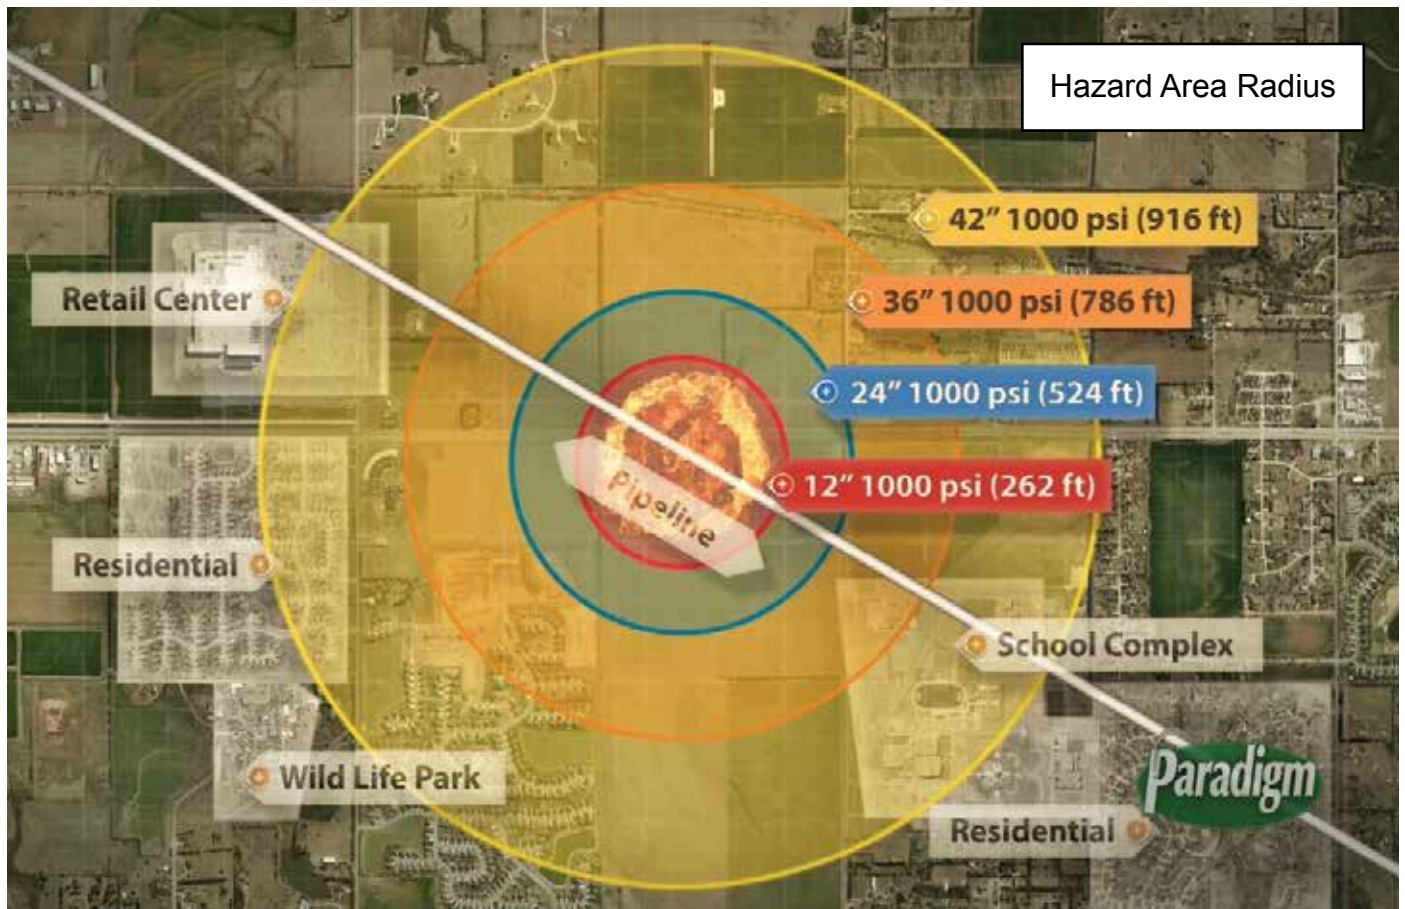 Hazard Area Radius
42” 1000 psi (916 ft)
Retail Center
36” 1000 psi (786 ft)
24” 1000 psi (524 ft)
12” 1000 psi (262 ft)
Pipeline
Residential
School Complex
Wild Life Park
Paradigm
Residential